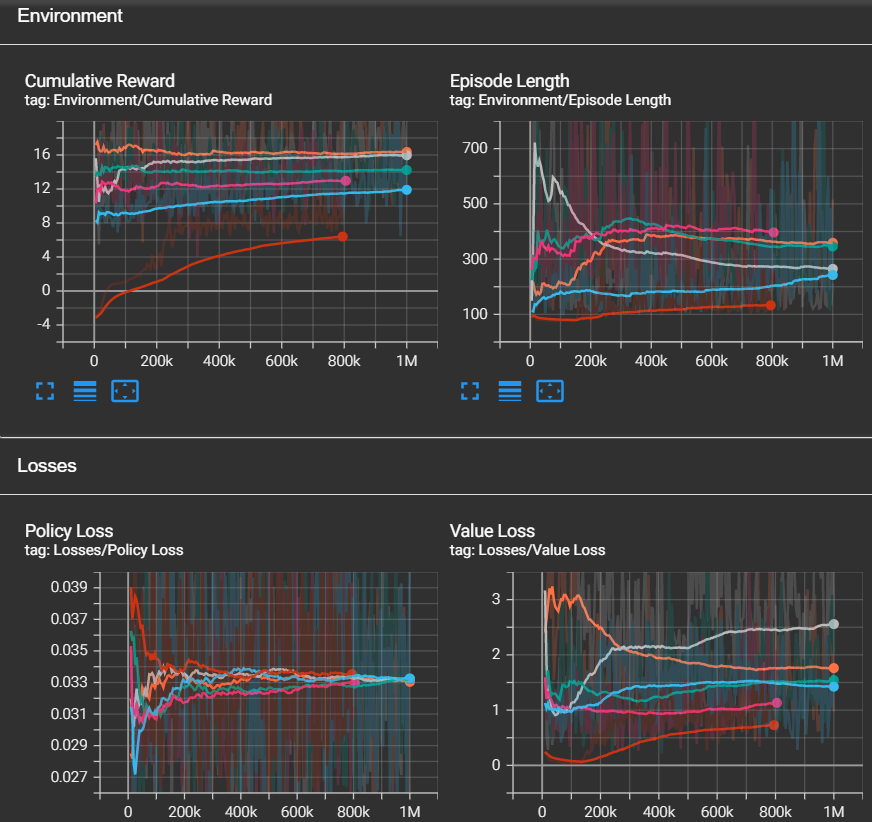 Environment
Cumulative Reward
tag: Environment/Cumulative Reward
16
12
8
4
0
-4
0 200k 400k 600k 800k 1M
Episode Length
tag: Environment/Episode Length
700
500
300
100
0 200k 400k 600k 800k 1M
Losses
Policy Loss
tag: Losses/Policy Loss
0.039
0.037
0.035
0.033
0.031
0.029
0.027
0 200k 400k 600k 800k 1M
Value Loss
tag: Losses/Value Loss
3
2
1
0
0 200k 400k 600k 800k 1M